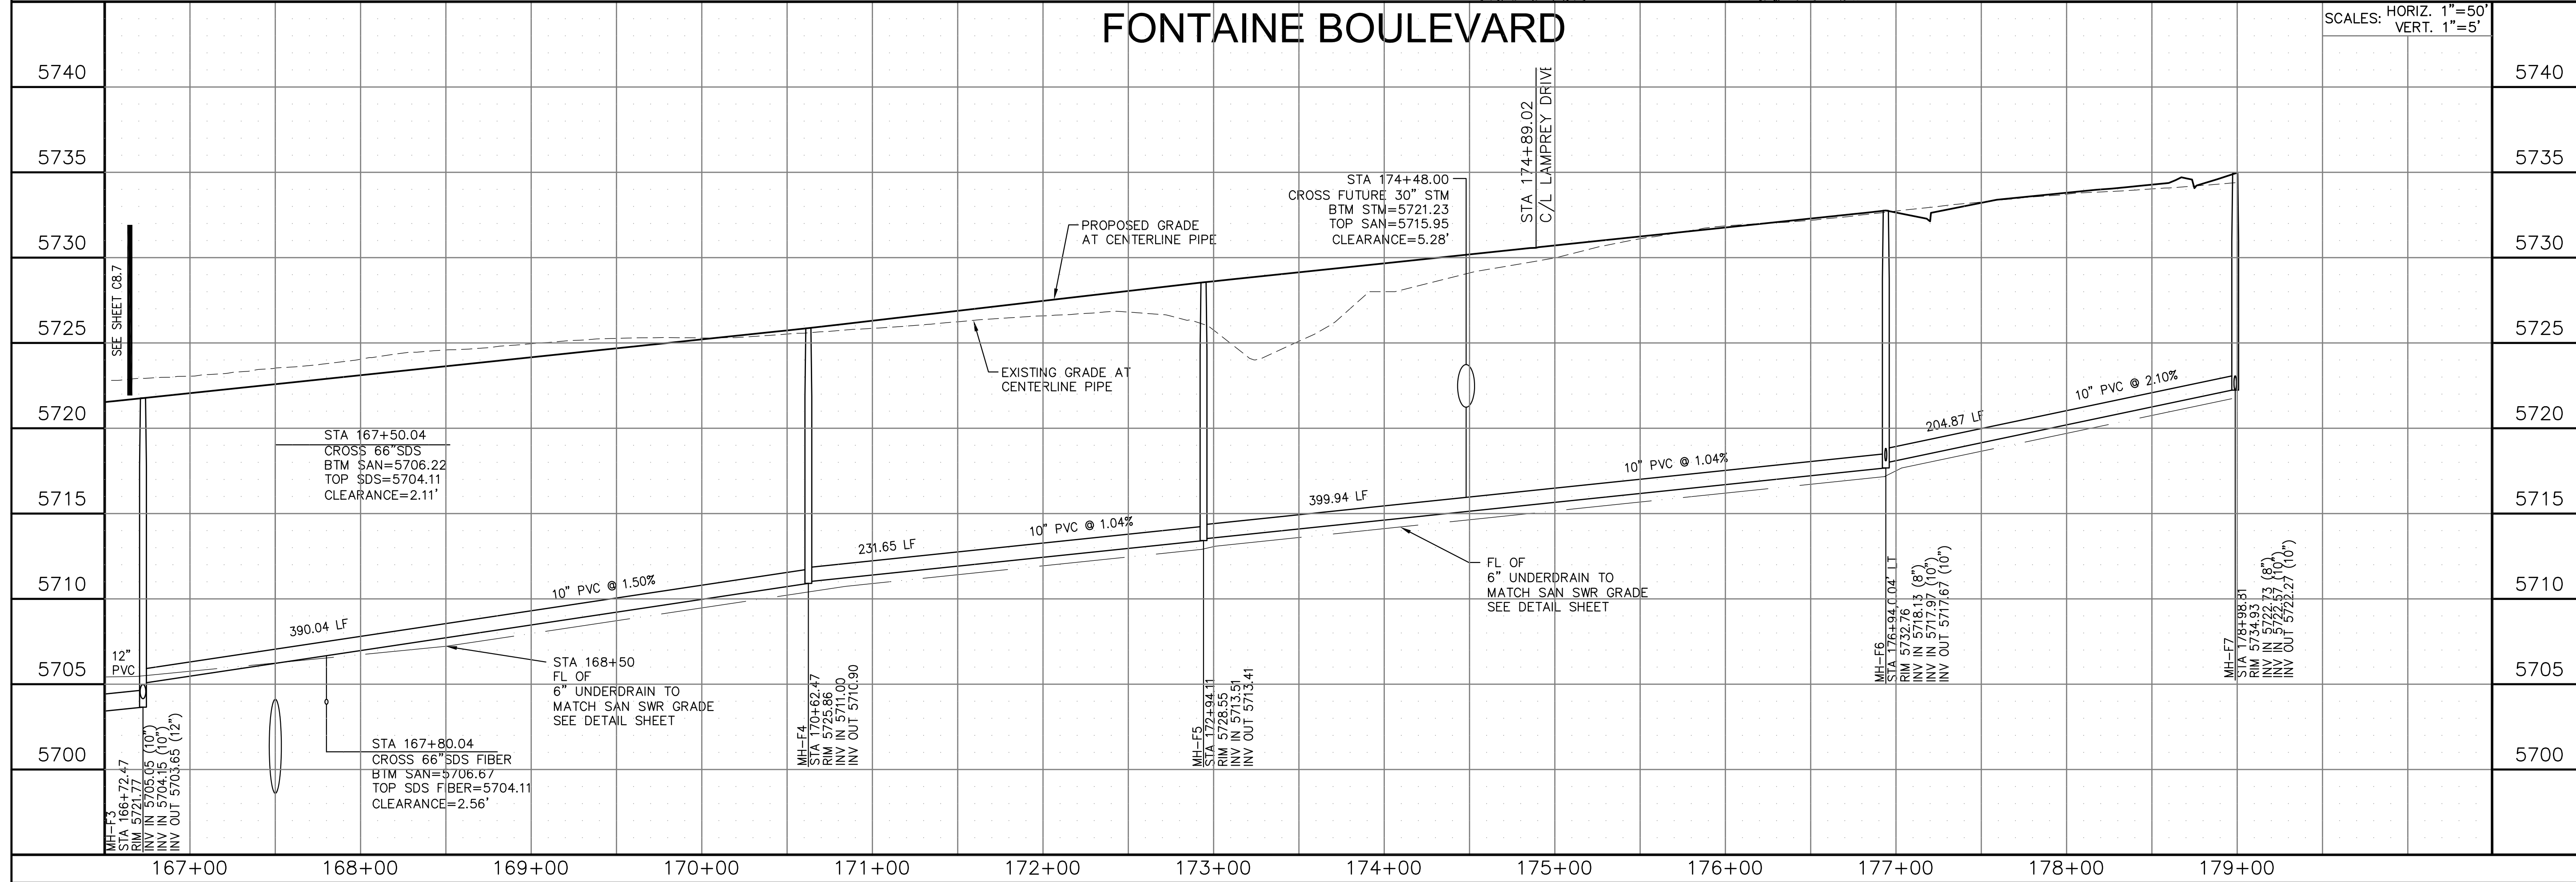 FONTAINE BOULEVARD
SCALES: HORIZ. 1"=50'
VERT. 1"=5'
5740
5735
5730
5725
5720
5715
5710
5705
5700
5740
5735
5730
5725
5720
5715
5710
5705
5700
SEE SHEET C8.7
12"
PVC
STA 167+50.04
CROSS 66"SDS
BTM SAN=5706.22
TOP SDS=5704.11
CLEARANCE=2.11'
390.04 LF
10" PVC @ 1.50%
STA 168+50
FL OF
6" UNDERDRAIN TO
MATCH SAN SWR GRADE
SEE DETAIL SHEET
STA 167+80.04
CROSS 66"SDS FIBER
BTM SAN=5706.67
TOP SDS FIBER=5704.11
CLEARANCE=2.56'
MH-F3
STA 166+72.47
RIM 5721.77
INV IN 5705.05 (10")
INV IN 5704.15 (10")
INV OUT 5703.65 (12")
MH-F4
STA 170+62.47
RIM 5725.86
INV IN 5711.00
INV OUT 5710.90
231.65 LF
10" PVC @ 1.04%
PROPOSED GRADE
AT CENTERLINE PIPE
EXISTING GRADE AT
CENTERLINE PIPE
MH-F5
STA 172+94.11
RIM 5728.55
INV IN 5713.51
INV OUT 5713.41
STA 174+48.00
CROSS FUTURE 30" STM
BTM STM=5721.23
TOP SAN=5715.95
CLEARANCE=5.28'
STA 174+89.02
C/L LAMPREY DRIVE
399.94 LF
10" PVC @ 1.04%
FL OF
6" UNDERDRAIN TO
MATCH SAN SWR GRADE
SEE DETAIL SHEET
MH-F6
STA 176+94,0.04' LT
RIM 5732.76
INV IN 5718.13 (8")
INV IN 5717.97 (10")
INV OUT 5717.67 (10")
204.87 LF
10" PVC @ 2.10%
MH-F7
STA 178+98.81
RIM 5734.93
INV IN 5722.73 (8")
INV IN 5722.57 (10")
INV OUT 5722.27 (10")
167+00
168+00
169+00
170+00
171+00
172+00
173+00
174+00
175+00
176+00
177+00
178+00
179+00